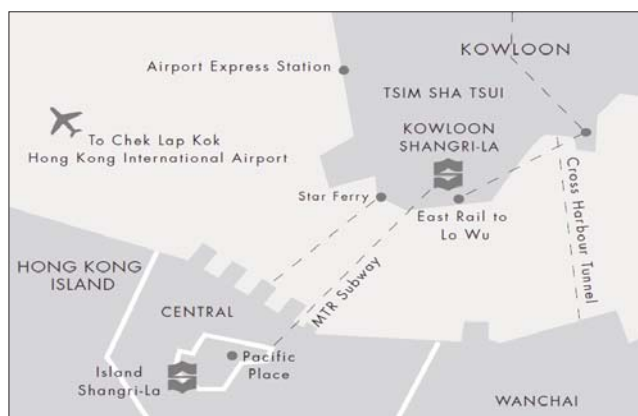 KOWLOON
Airport Express Station
TSIM SHA TSUI
To Chek Lap Kok
Hong Kong International Airport
KOWLOON
SHANGRI-LA
Cross Harbour Tunnel
Star Ferry
East Rail to
Lo Wu
HONG KONG
ISLAND
MTR Subway
CENTRAL
Pacific
Place
Island
Shangri-La
WANCHAI